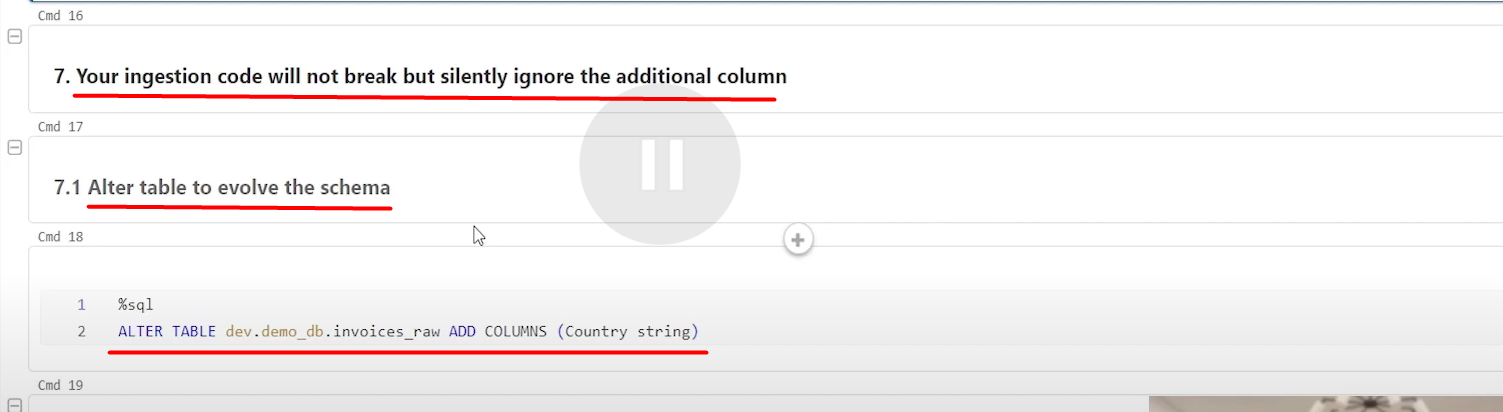 Cmd 16
7. Your ingestion code will not break but silently ignore the additional column
Cmd 17
7.1 Alter table to evolve the schema
Cmd 18
1 %sql
2 ALTER TABLE dev.demo_db.invoices_raw ADD COLUMNS (Country string)
Cmd 19